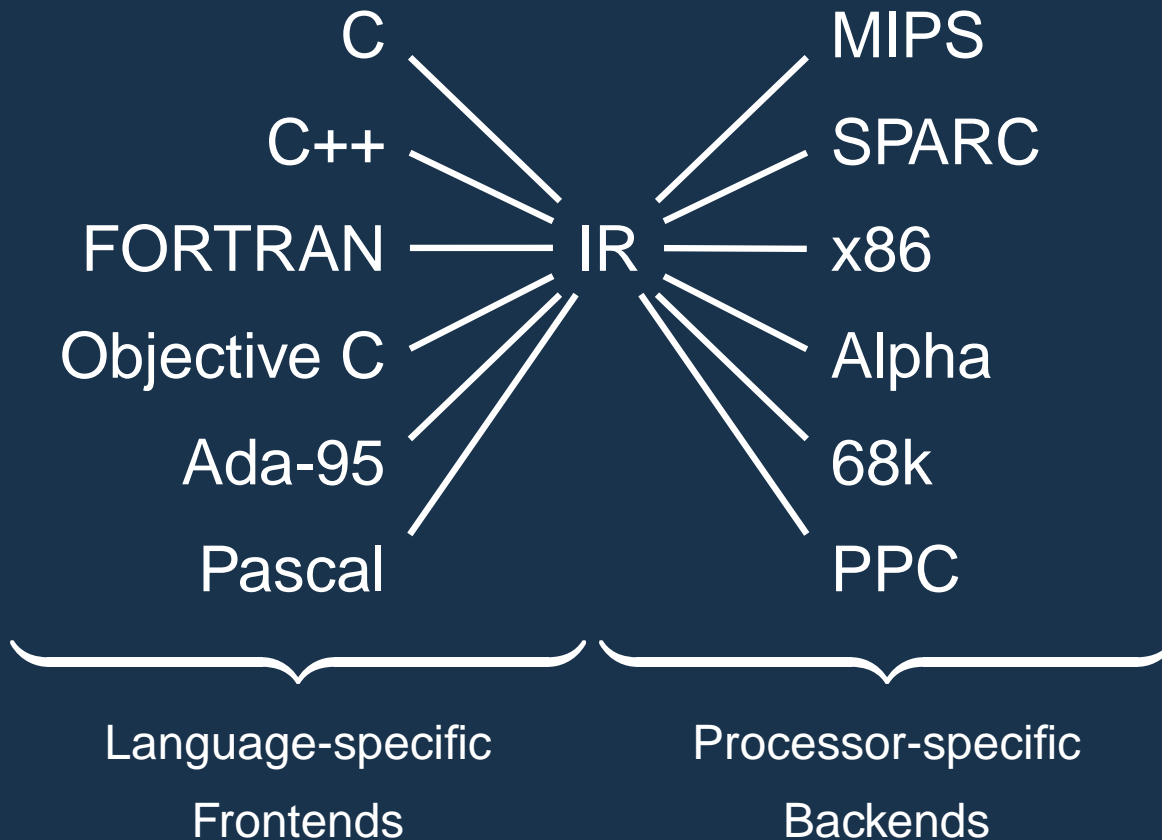 C
C++
FORTRAN
Objective C
Ada-95
Pascal
IR
MIPS
SPARC
x86
Alpha
68k
PPC
Language-specific
Frontends
Processor-specific
Backends